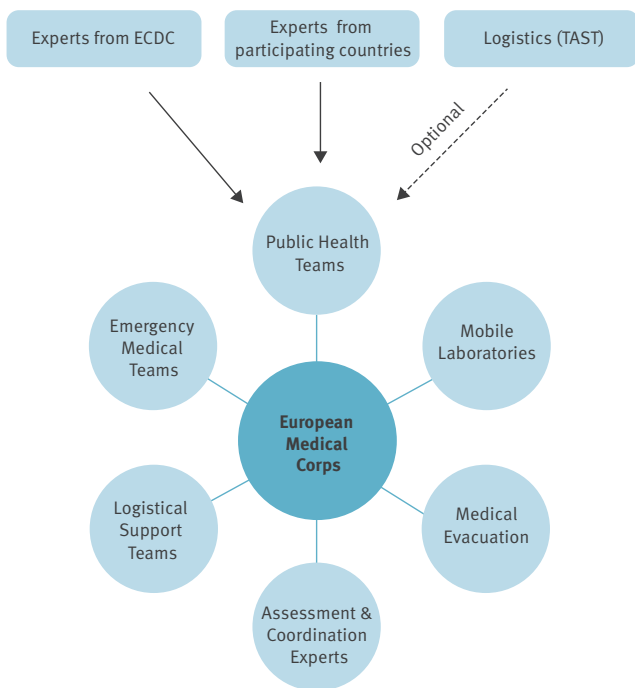 Experts from ECDC
Experts from
participating countries
Logistics (TAST)
Optional
Public Health
Teams
Emergency
Medical
Teams
Mobile
Laboratories
European
Medical
Corps
Logistical
Support
Teams
Medical
Evacuation
Assessment &
Coordination
Experts